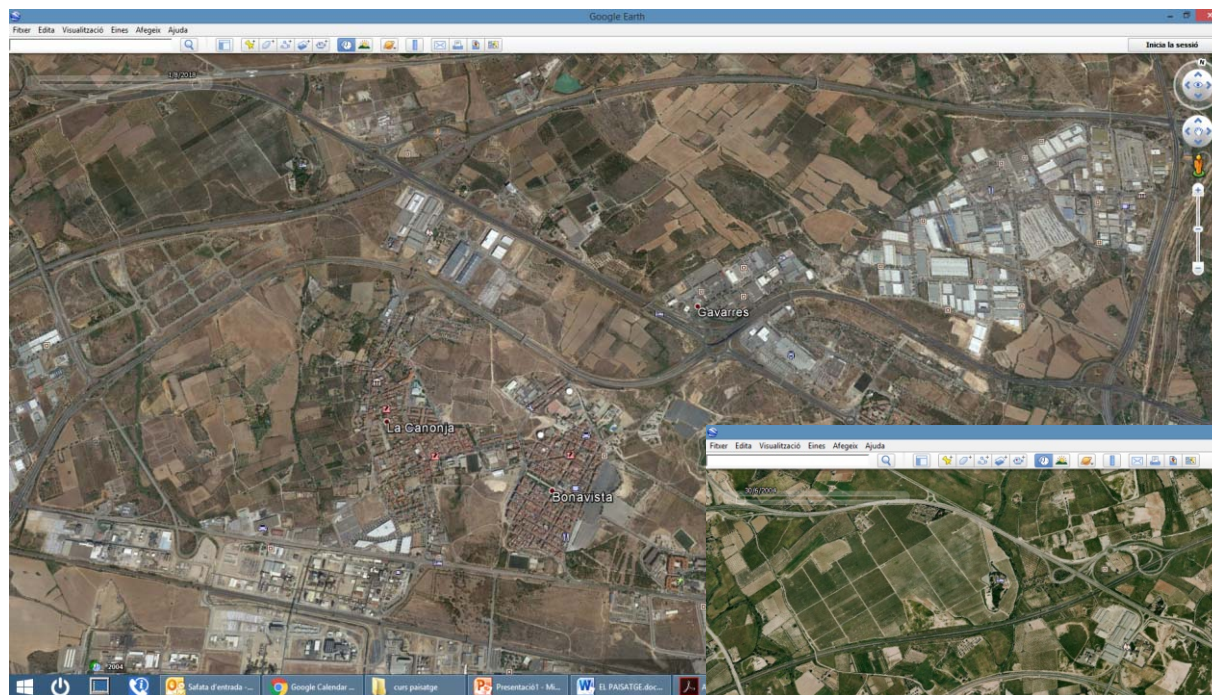 Google Earth
Fitxer Edita Visualització Eines Afegeix Ajuda
Inicia la sessió
N
Gavarres
La Canonja
Bonavista
Fitxer Edita Visualització Eines Afegeix Ajuda
2004
Safata d'entrada -...
Google Calendar ...
curs paisatge
Presentació1 - Mi...
EL PAISATGE.doc...
A